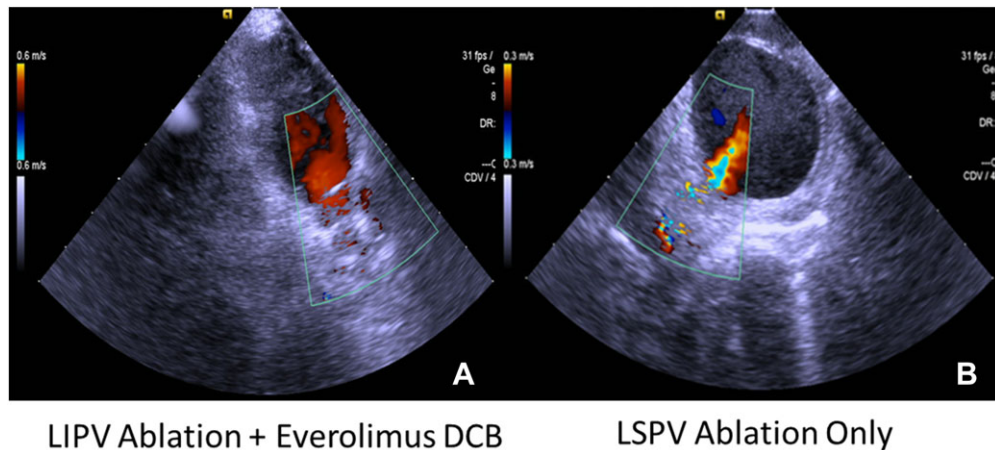 0.6 m/s
31 fps /
Ge
-
8
DR:
0.6 m/s
---C
CDV / 4
A
0.3 m/s
31 fps /
Ge
-
8
DR:
0.3 m/s
---C
CDV / 4
B
LIPV Ablation + Everolimus DCB
LSPV Ablation Only